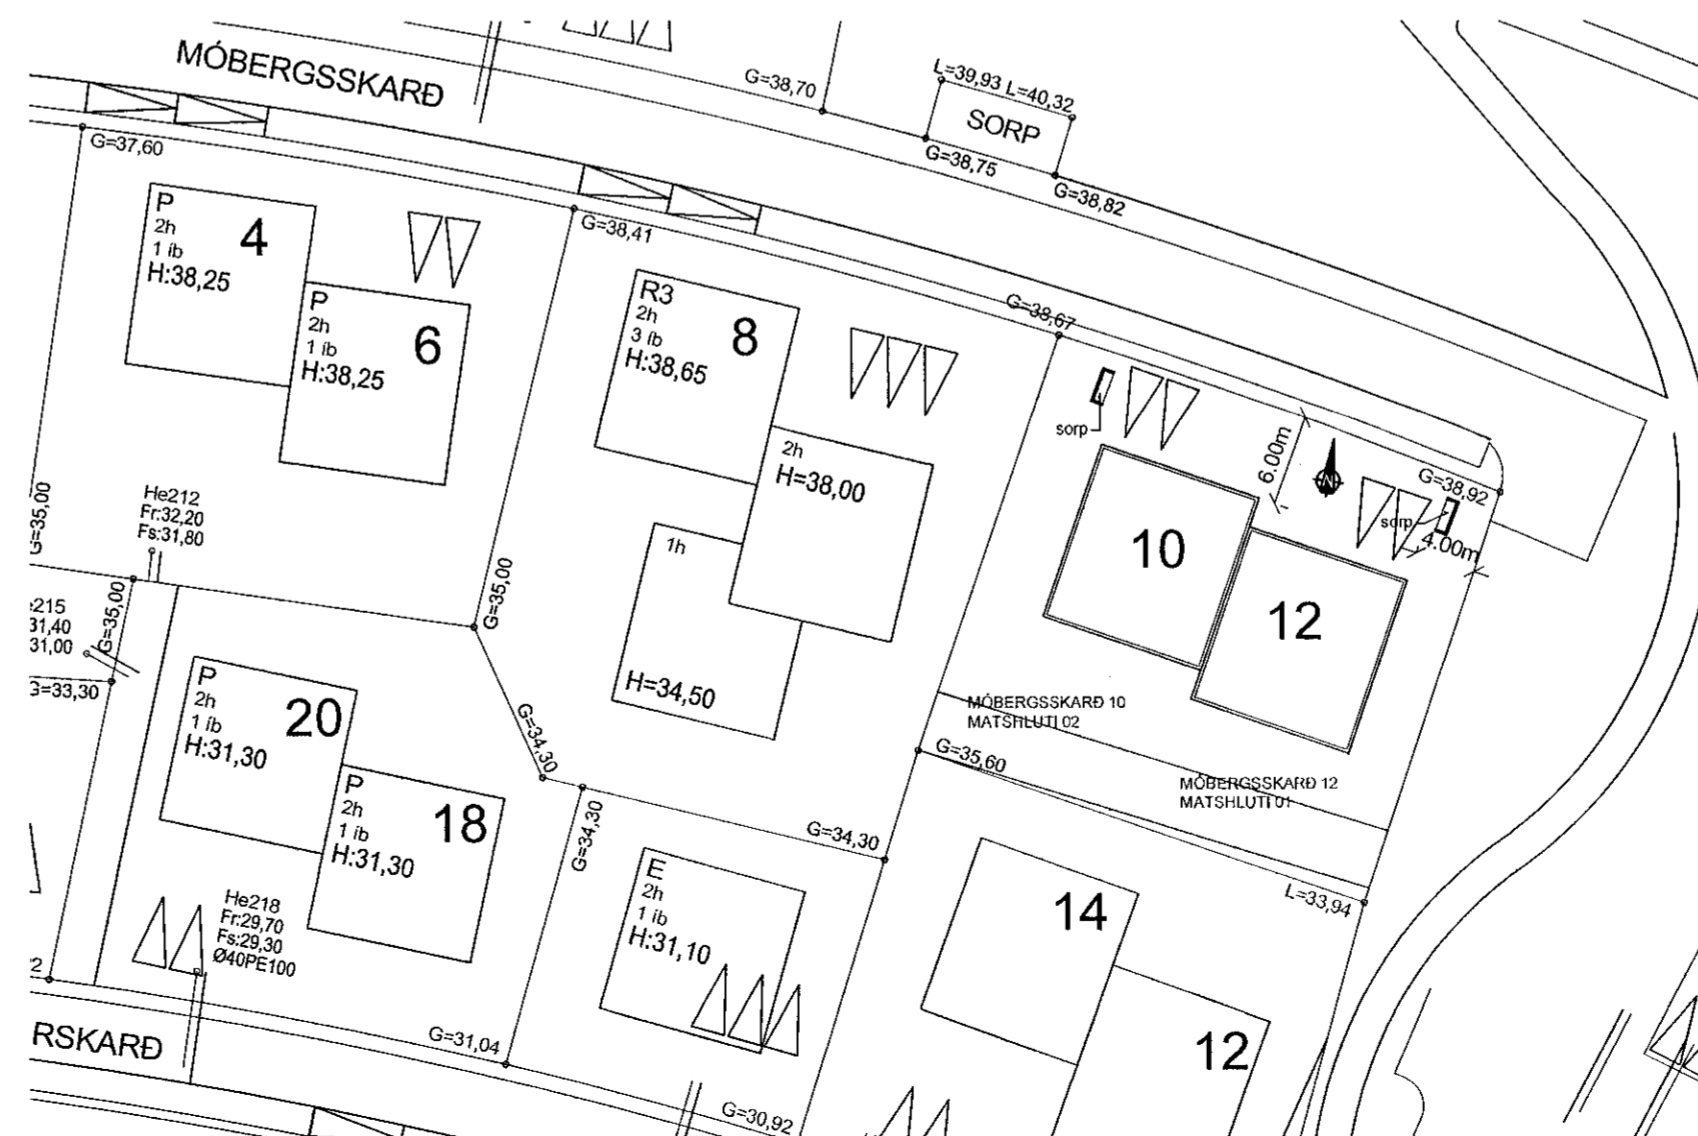 MÓBERGSSKARÐ
G=38,70
L=39,93 L=40,32
SORP
G=38,75
G=38,82
G=37,60
G=38,41
G=38,67
G=38,92
P
2h
1 íb
H:38,25
4
P
2h
1 íb
H:38,25
6
R3
2h
3 íb
H:38,65
8
2h
H=38,00
1h
H=34,50
sorp
6.00m
N
sorp
4.00m
10
12
MÓBERGSSKARÐ 10
MATSHLUTI 02
MÓBERGSSKARÐ 12
MATSHLUTI 01
G=35,00
He212
Fr:32,20
Fs:31,80
G=35,00
G=35,00
215
31,40
31,00
G=33,30
P
2h
1 íb
H:31,30
20
P
2h
1 íb
H:31,30
18
G=34,30
G=34,30
G=34,30
G=35,60
L=33,94
E
2h
1 íb
H:31,10
14
12
He218
Fr:29,70
Fs:29,30
Ø40PE100
2
RSKARÐ
G=31,04
G=30,92